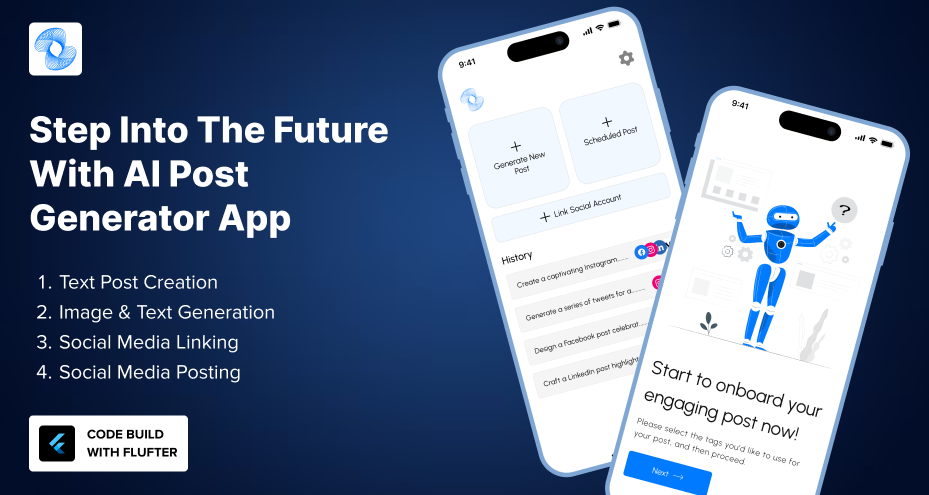 Step Into The Future
With AI Post
Generator App
1. Text Post Creation
2. Image & Text Generation
3. Social Media Linking
4. Social Media Posting
CODE BUILD
WITH FLUFTER
9:41
+
Generate New
Post
+
Scheduled Post
+ Link Social Account
History
Create a captivating Instagram......
Generate a series of tweets for a......
Design a Facebook post celebrat....
Craft a LinkedIn post highlight
9:41
?
Start to onboard your
engaging post now!
Please select the tags you'd like to use for
your post, and then proceed.
Next →